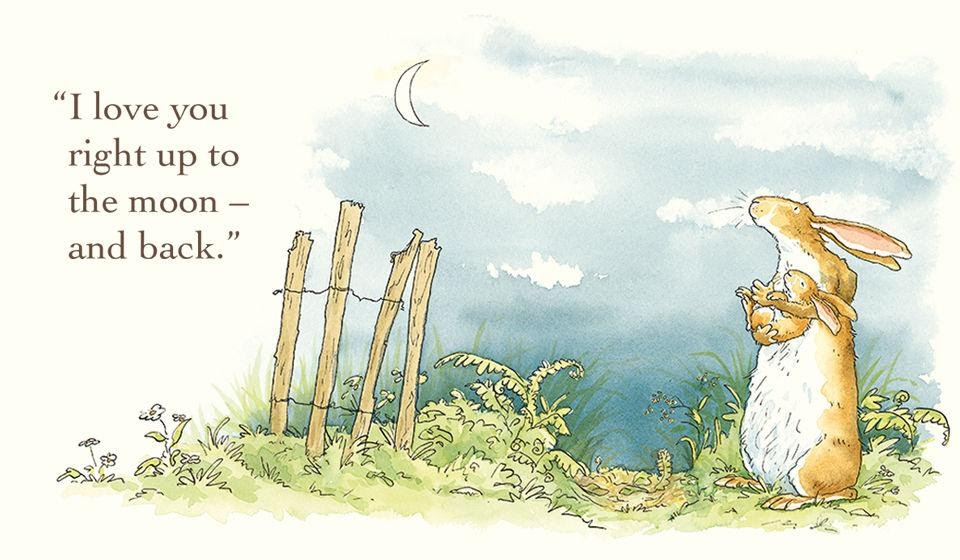 “I love you
right up to
the moon –
and back.”